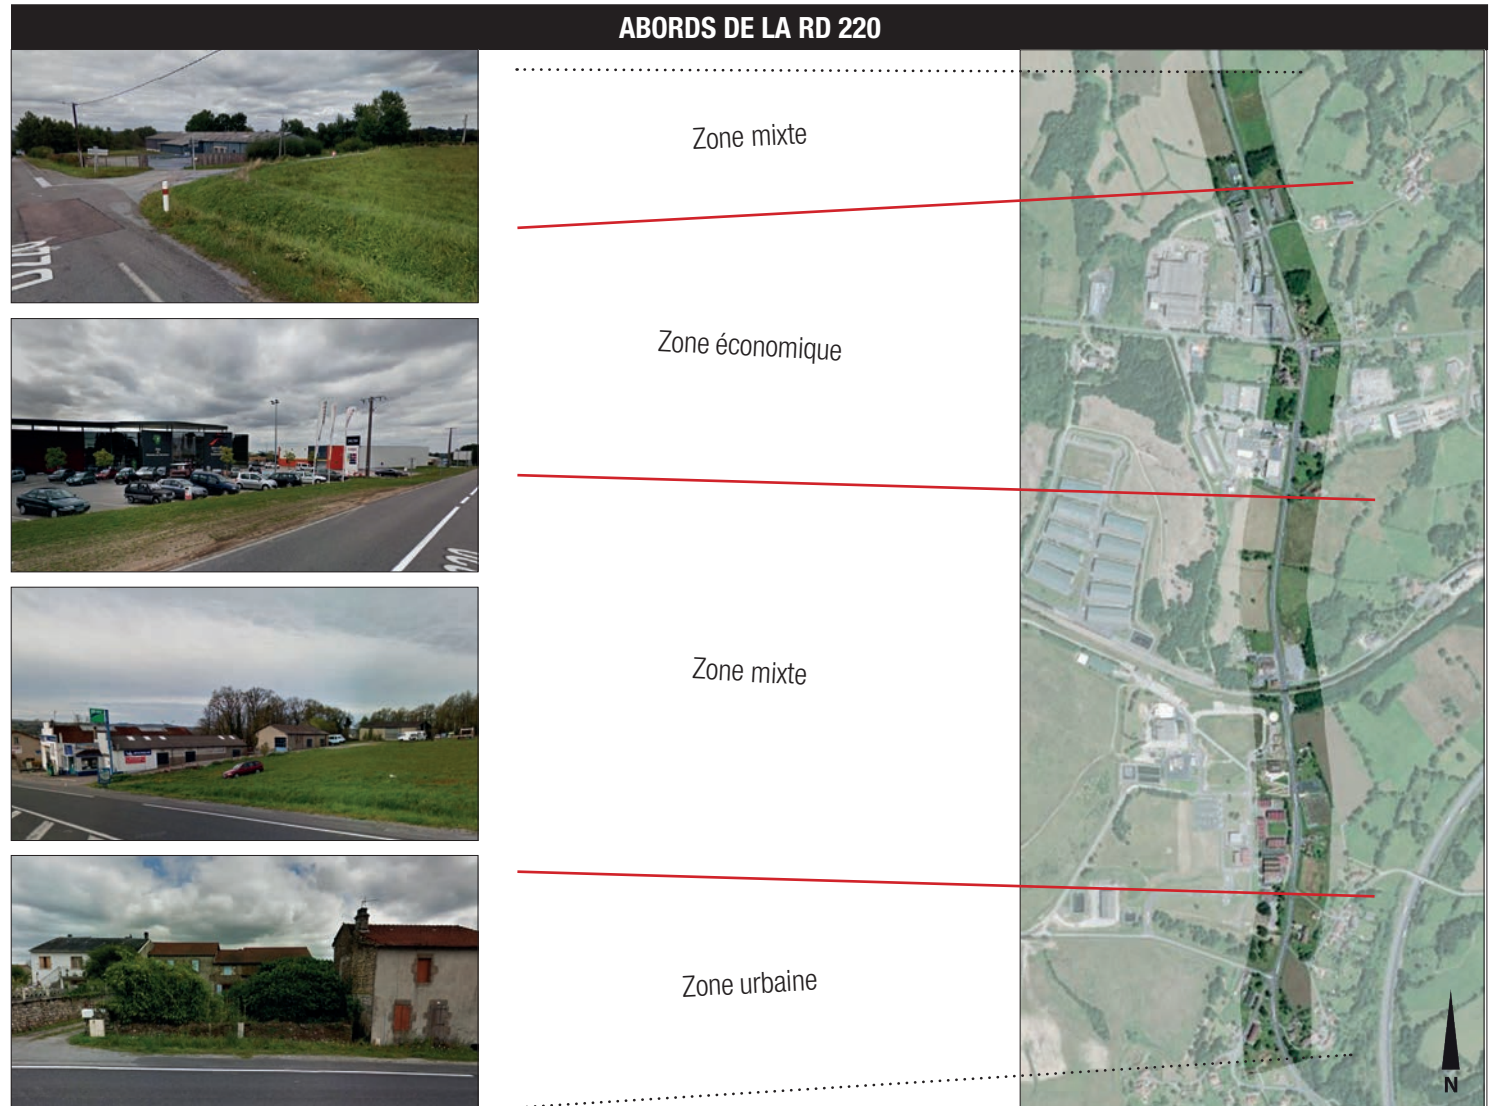 ABORDS DE LA RD 220
Zone mixte
Zone économique
Zone mixte
Zone urbaine
N